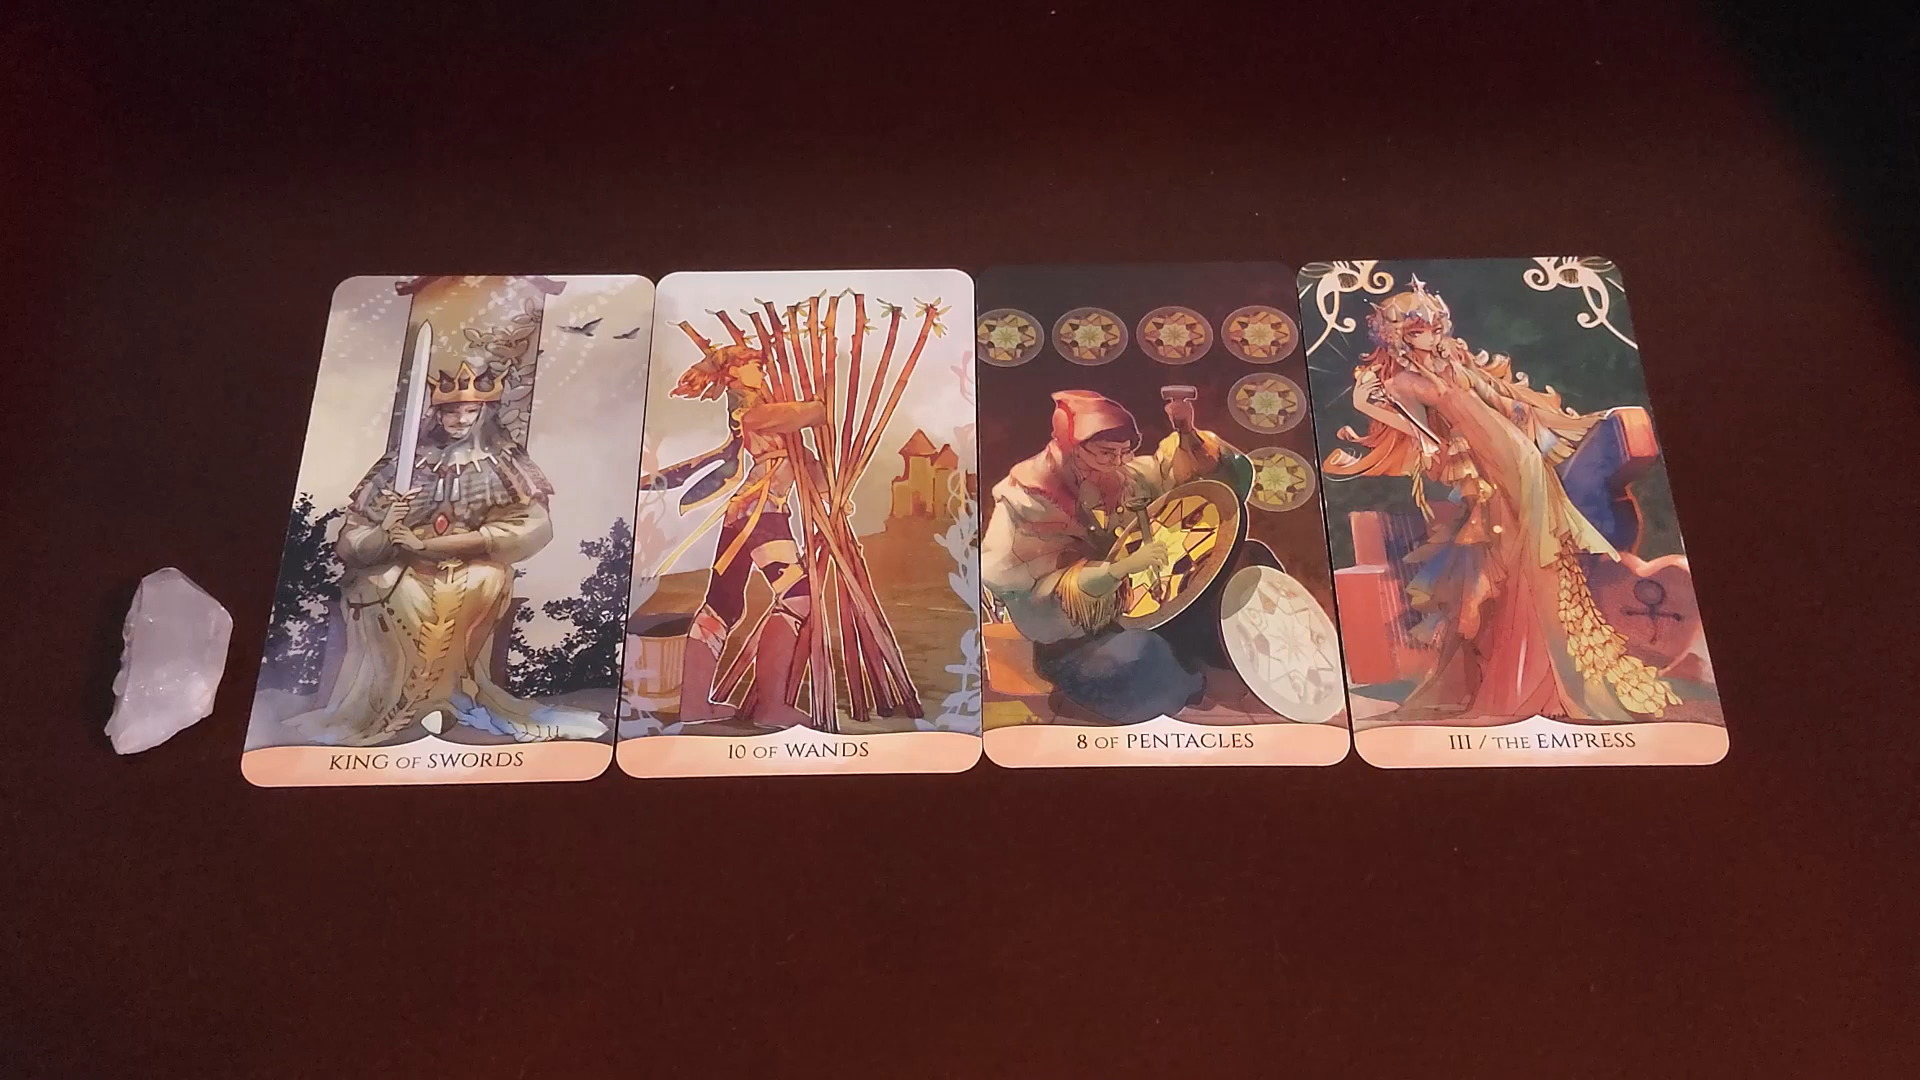 KING OF SWORDS
10 OF WANDS
8 OF PENTACLES
III / THE EMPRESS